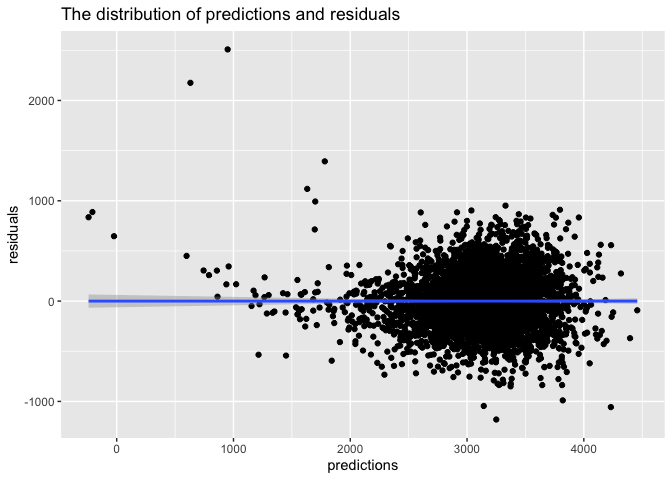 The distribution of predictions and residuals
residuals
2000
1000
0
-1000
0 1000 2000 3000 4000
predictions